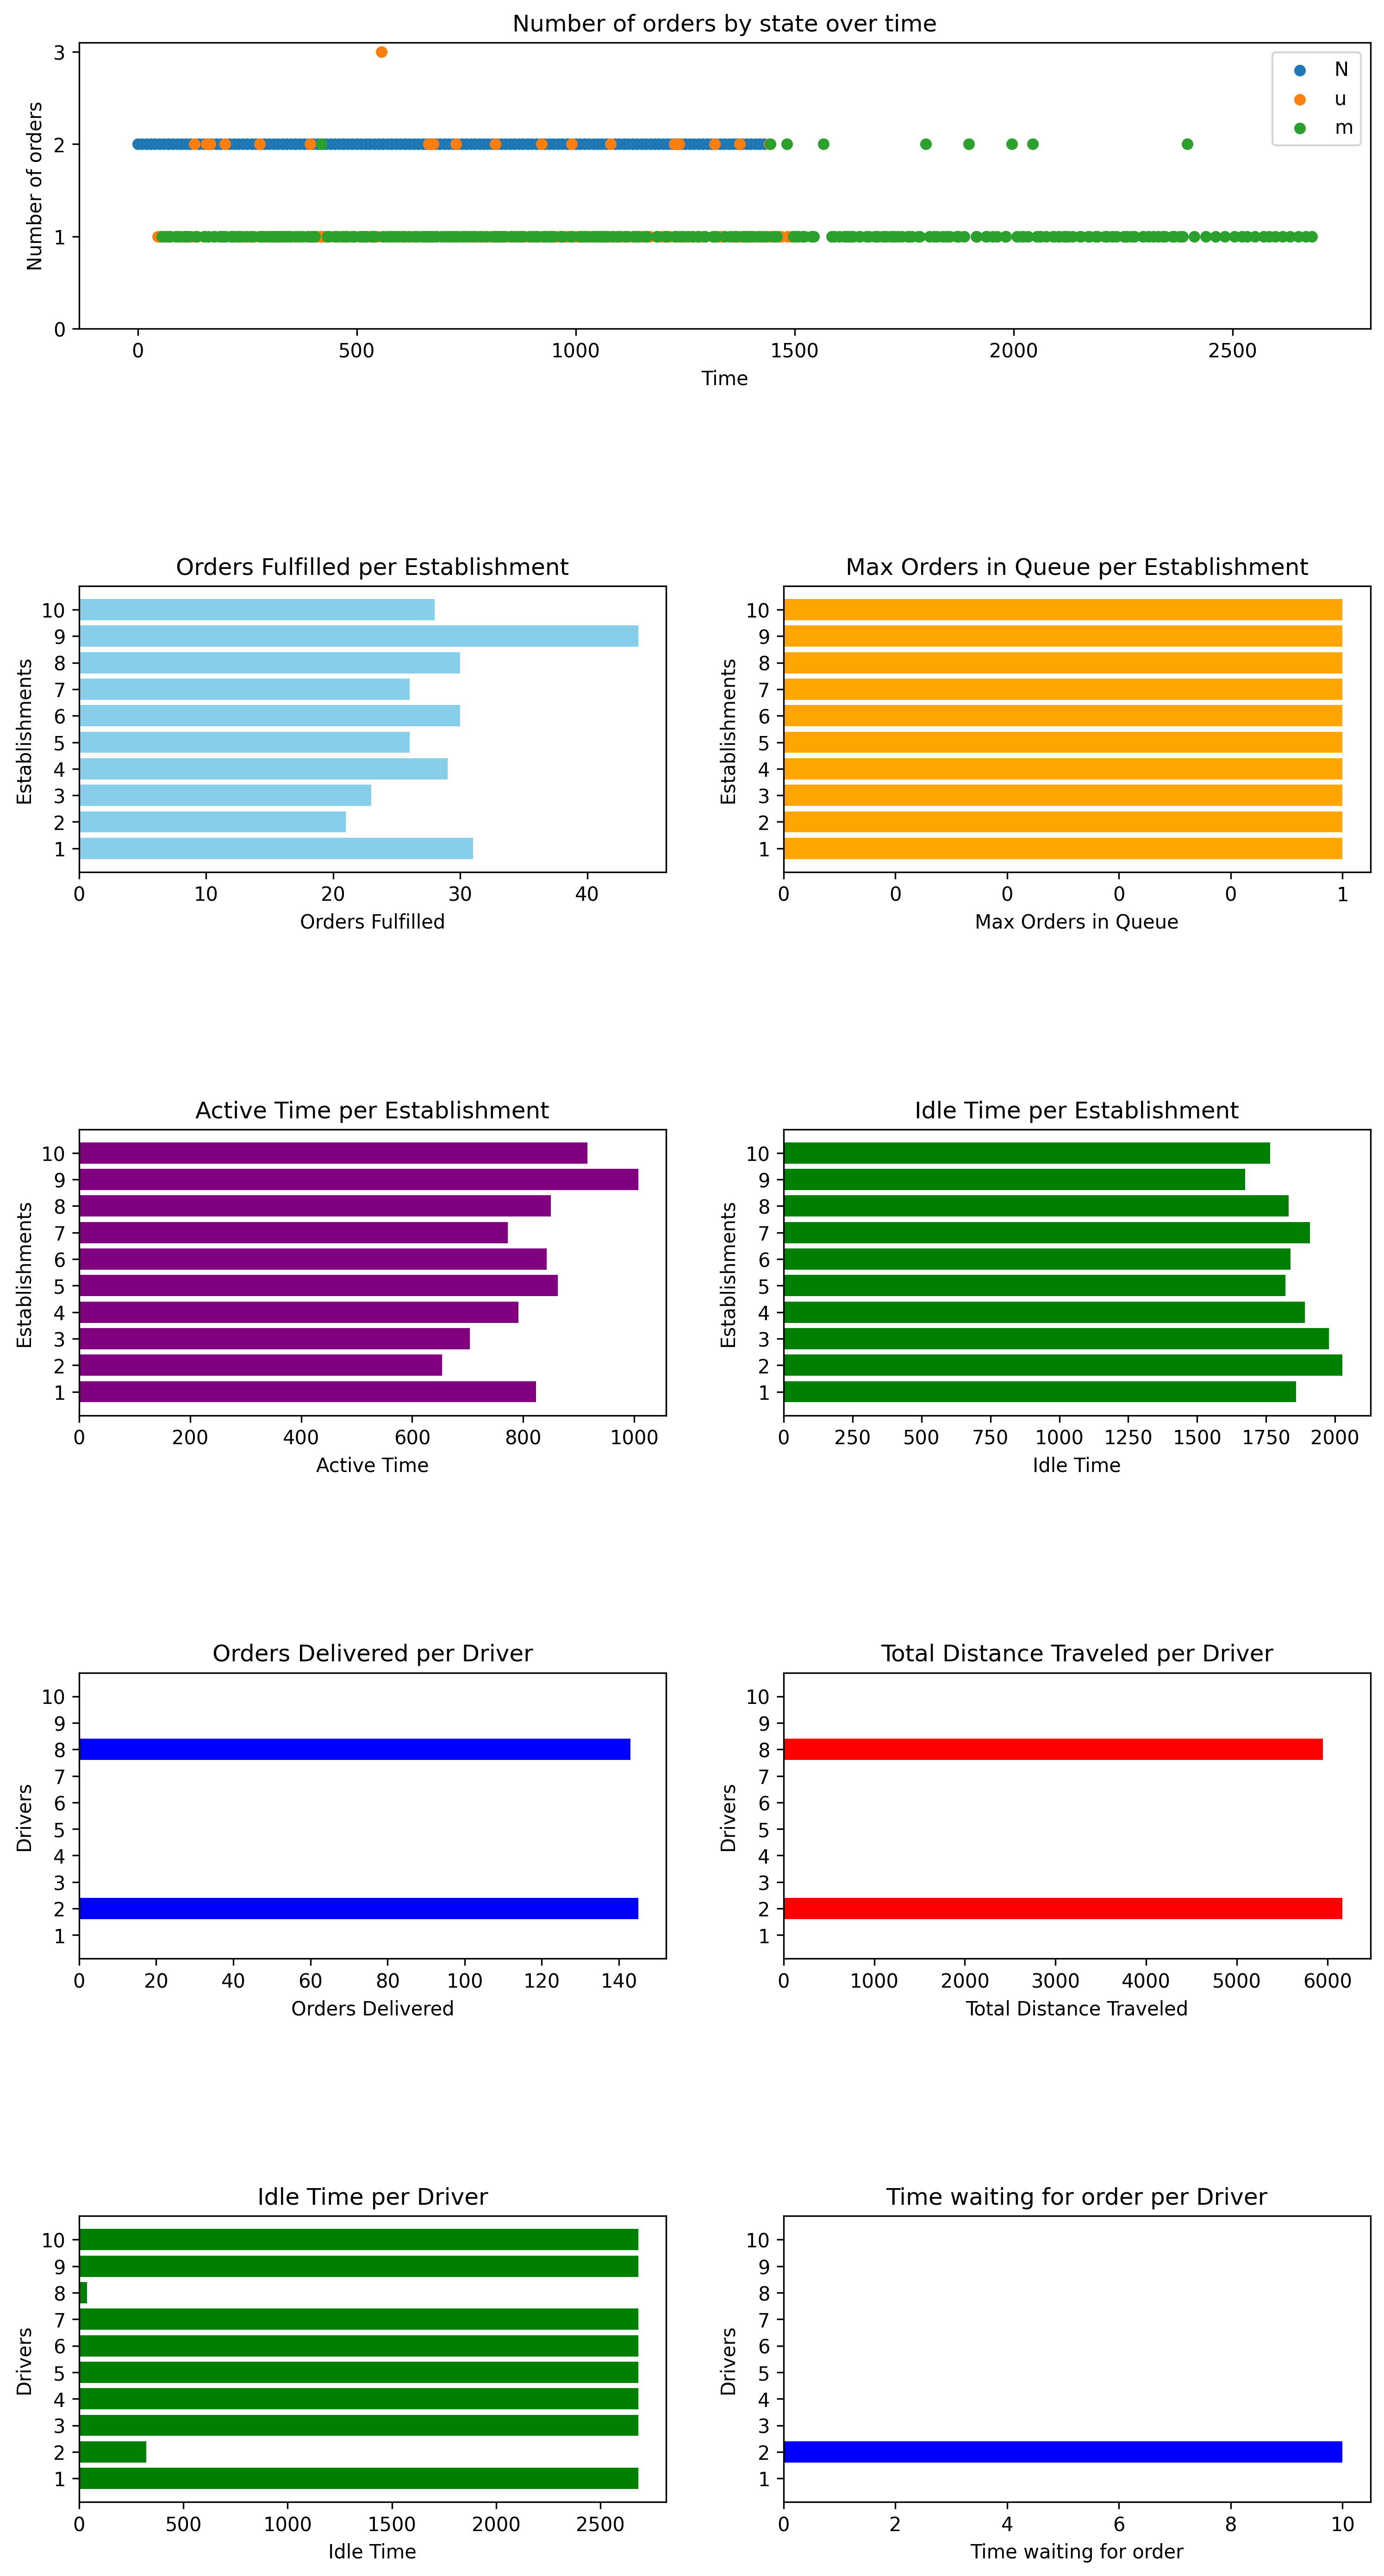 Number of orders by state over time
Number of orders
3
2
1
0
N
u
m
0 500 1000 1500 2000 2500
Time
Orders Fulfilled per Establishment
Establishments
10
9
8
7
6
5
4
3
2
1
0 10 20 30 40
Orders Fulfilled
Max Orders in Queue per Establishment
Establishments
10
9
8
7
6
5
4
3
2
1
0 0 0 0 0 1
Max Orders in Queue
Active Time per Establishment
Establishments
10
9
8
7
6
5
4
3
2
1
0 200 400 600 800 1000
Active Time
Idle Time per Establishment
Establishments
10
9
8
7
6
5
4
3
2
1
0 250 500 750 1000 1250 1500 1750 2000
Idle Time
Orders Delivered per Driver
Drivers
10
9
8
7
6
5
4
3
2
1
0 20 40 60 80 100 120 140
Orders Delivered
Total Distance Traveled per Driver
Drivers
10
9
8
7
6
5
4
3
2
1
0 1000 2000 3000 4000 5000 6000
Total Distance Traveled
Idle Time per Driver
Drivers
10
9
8
7
6
5
4
3
2
1
0 500 1000 1500 2000 2500
Idle Time
Time waiting for order per Driver
Drivers
10
9
8
7
6
5
4
3
2
1
0 2 4 6 8 10
Time waiting for order